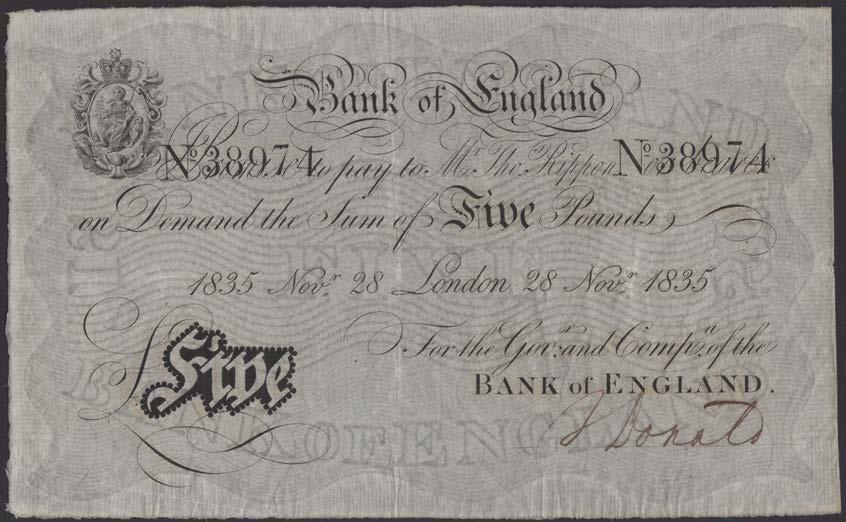 Bank of England
Nº 38974 to pay to Mr. Tho. Rippon Nº 38974
on Demand the Sum of Five Pounds
1835 Novr. 28 London 28 Novr. 1835
For the Govr. and Compa. of the
BANK of ENGLAND.
£ Five